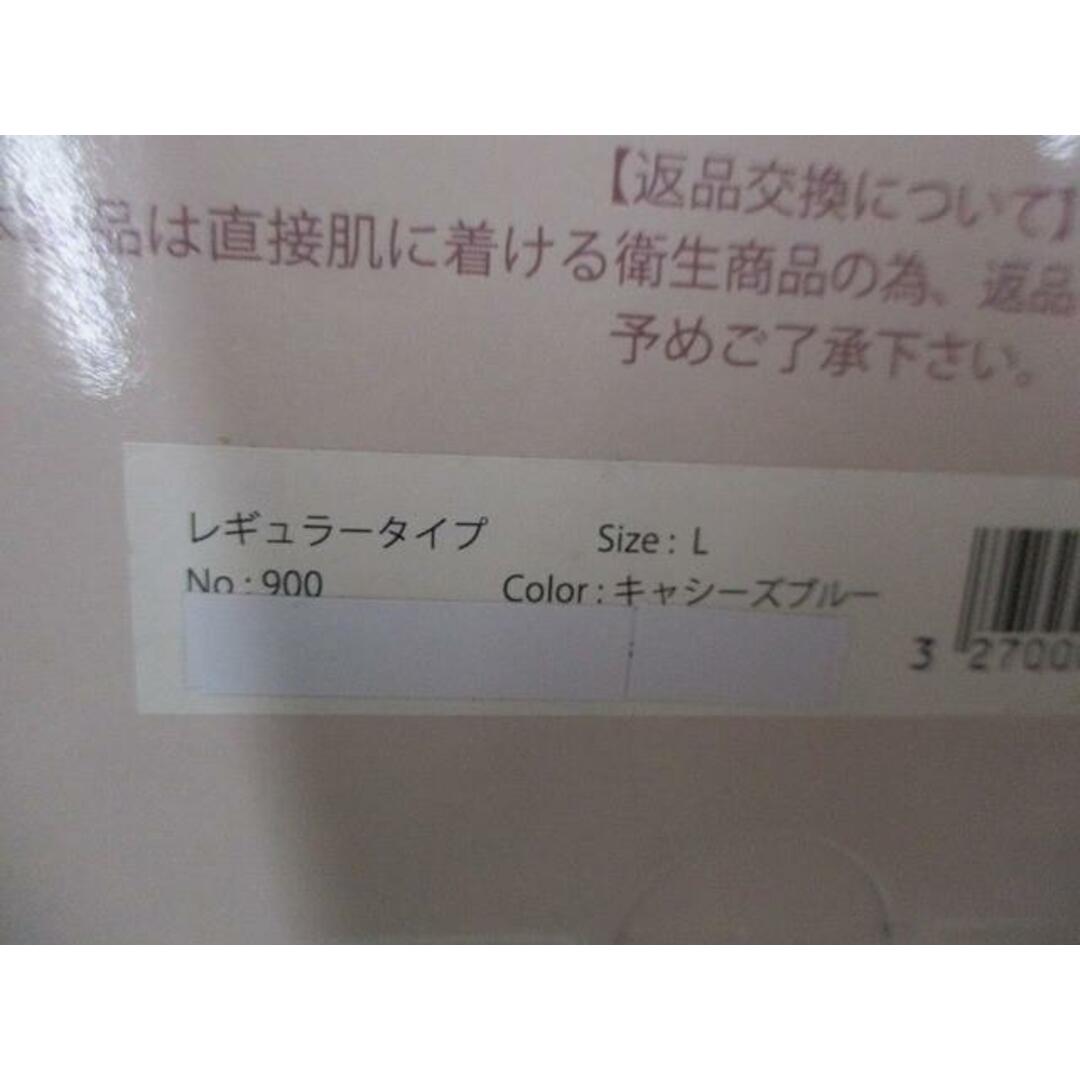 【返品交換について】
品は直接肌に着ける衛生商品の為、返品
予めご了承下さい。
レギュラータイプ Size : L
No : 900 Color : キャシーズブルー
3 27000